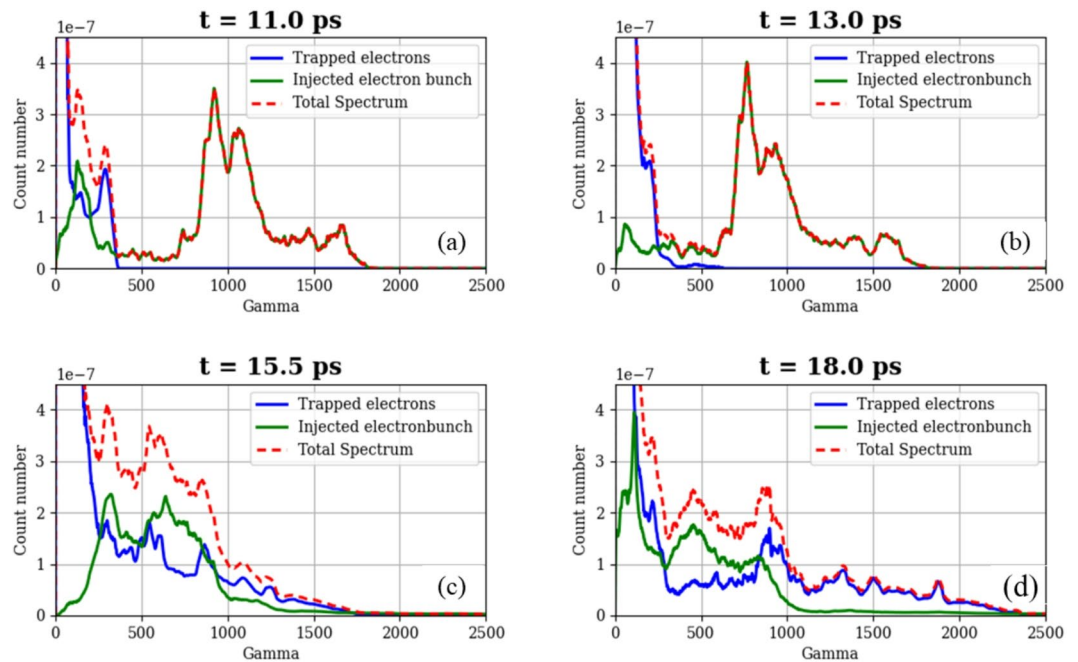 t = 11.0 ps
1e−7
Trapped electrons
Injected electron bunch
Total Spectrum
Count number
4
3
2
1
0
(a)
0 500 1000 1500 2000 2500
Gamma
t = 13.0 ps
1e−7
Trapped electrons
Injected electronbunch
Total Spectrum
Count number
4
3
2
1
0
(b)
0 500 1000 1500 2000 2500
Gamma
t = 15.5 ps
1e−7
Trapped electrons
Injected electronbunch
Total Spectrum
Count number
4
3
2
1
0
(c)
0 500 1000 1500 2000 2500
Gamma
t = 18.0 ps
1e−7
Trapped electrons
Injected electronbunch
Total Spectrum
Count number
4
3
2
1
0
(d)
0 500 1000 1500 2000 2500
Gamma